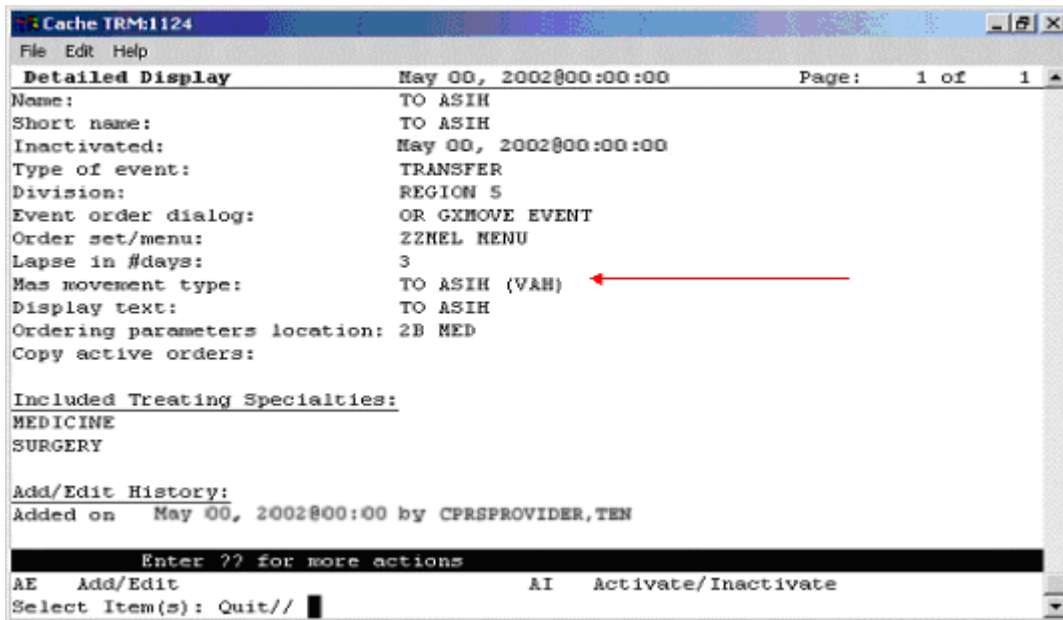 Cache TRM:1124
File Edit Help
Detailed Display May 00, 2002@00:00:00 Page: 1 of 1
Name: TO ASIH
Short name: TO ASIH
Inactivated: May 00, 2002@00:00:00
Type of event: TRANSFER
Division: REGION 5
Event order dialog: OR GXMOVE EVENT
Order set/menu: ZZMEL MENU
Lapse in #days: 3
Mas movement type: TO ASIH (VAH)
Display text: TO ASIH
Ordering parameters location: 2B MED
Copy active orders:
Included Treating Specialties:
MEDICINE
SURGERY
Add/Edit History:
Added on May 00, 2002@00:00 by CPRSPROVIDER,TEN
Enter ?? for more actions
AE Add/Edit AI Activate/Inactivate
Select Item(s): Quit//